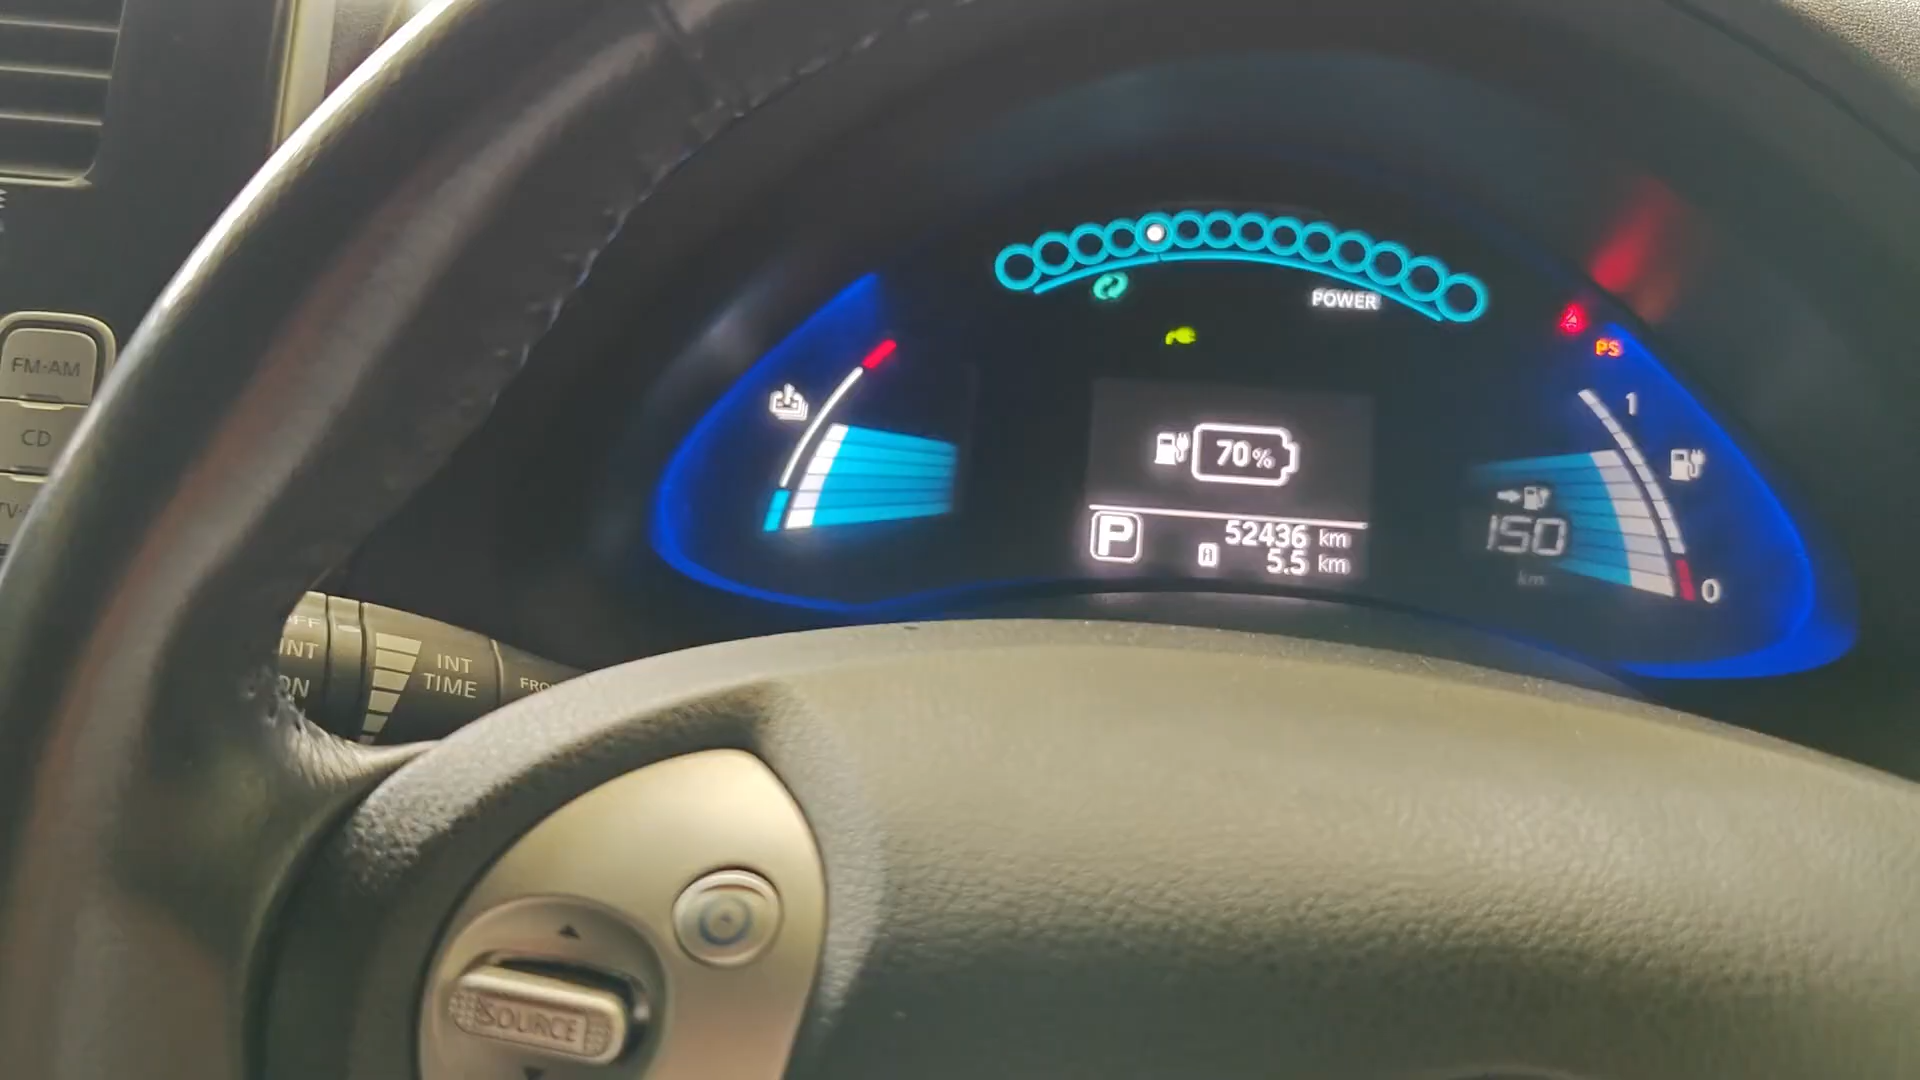 FM·AM
CD
POWER
PS
1
70%
P
52436 km
5.5 km
150
km
0
INT
ON
INT
TIME
SOURCE